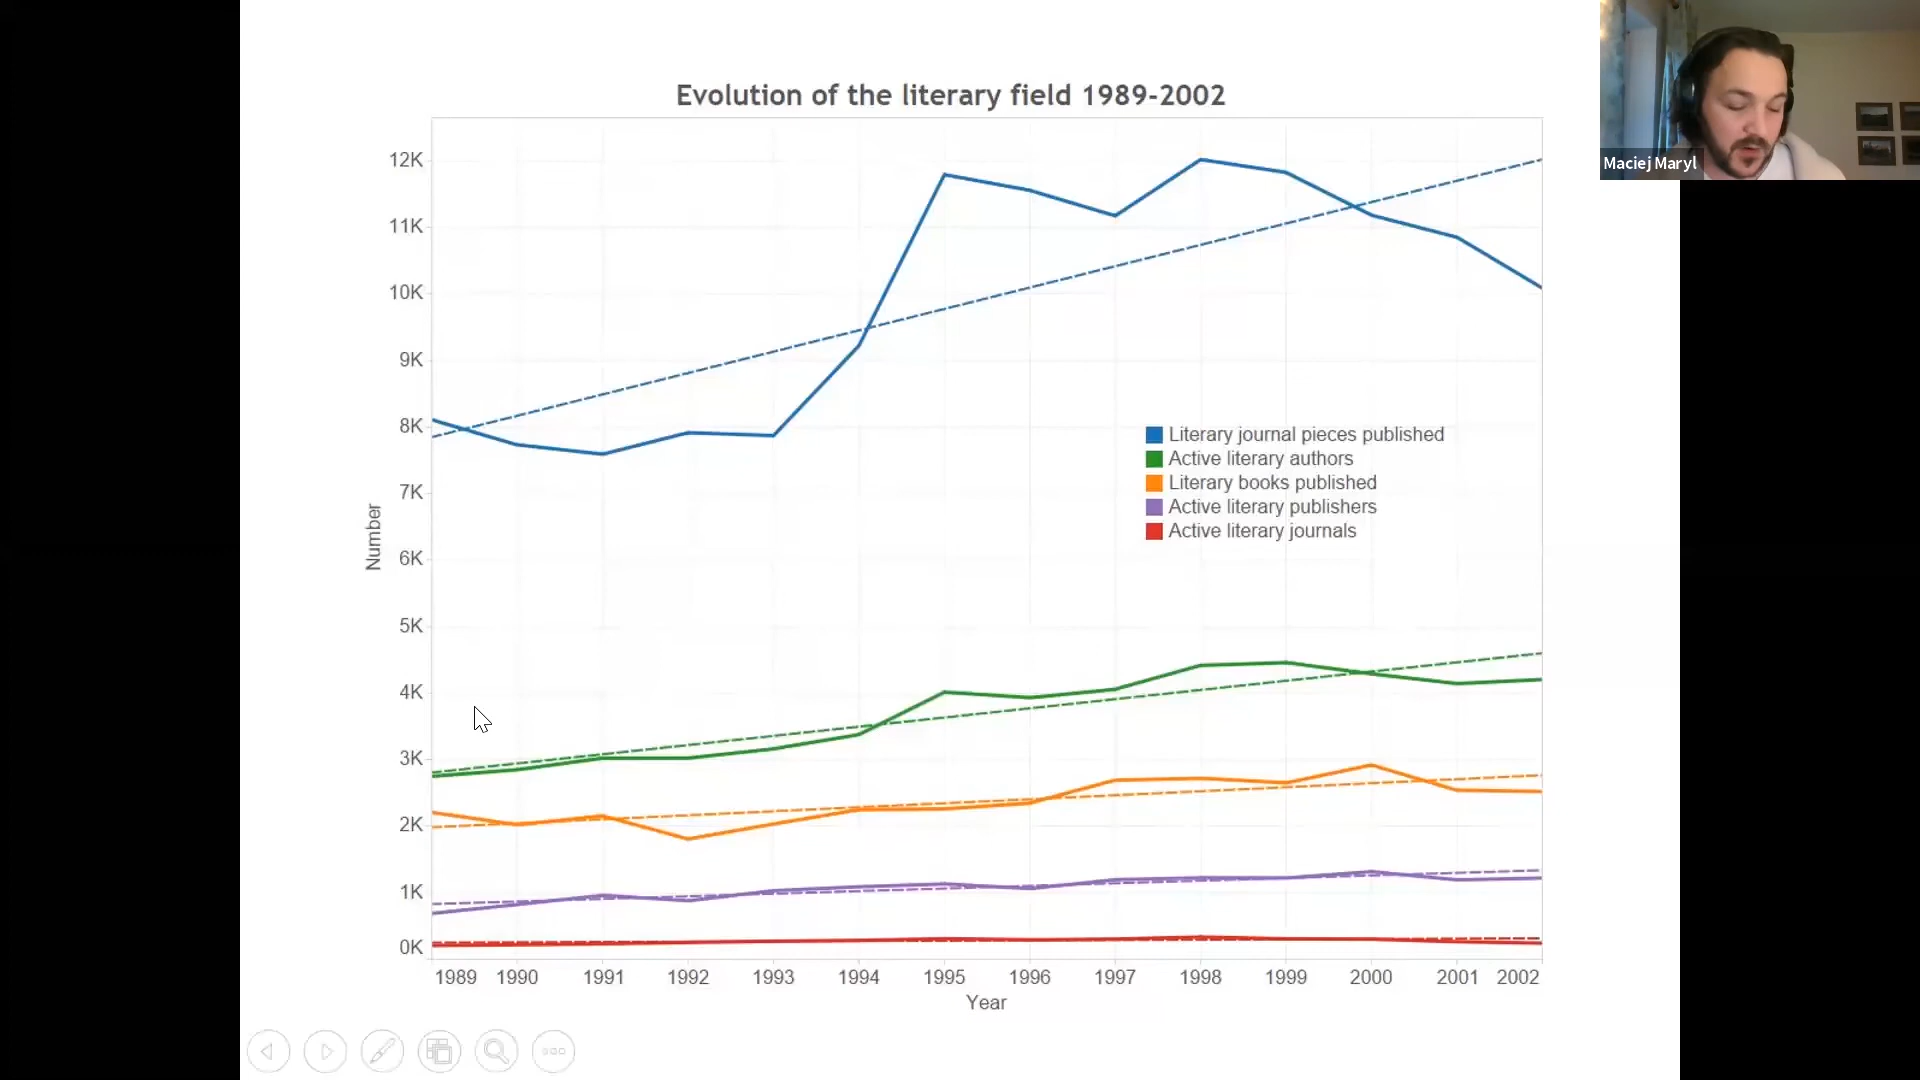 Evolution of the literary field 1989-2002
Maciej Maryl
12K
11K
10K
9K
8K
7K
6K
5K
4K
3K
2K
1K
0K
Number
Literary journal pieces published
Active literary authors
Literary books published
Active literary publishers
Active literary journals
1989 1990 1991 1992 1993 1994 1995 1996 1997 1998 1999 2000 2001 2002
Year